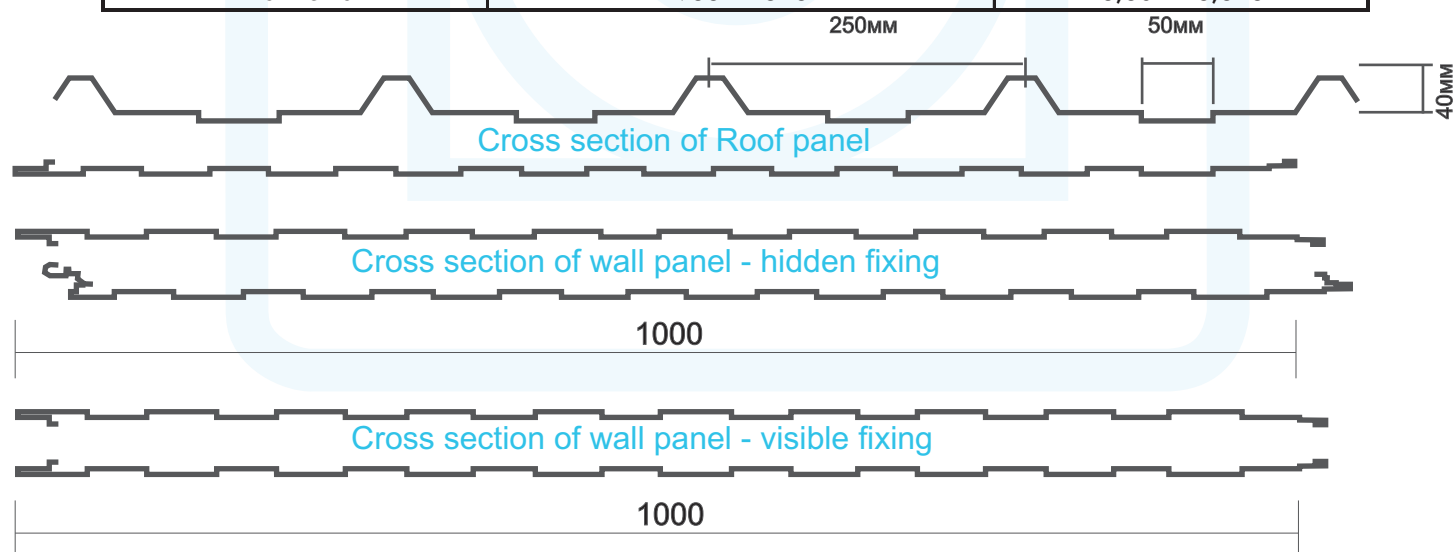 250мм
50мм
40мм
Cross section of Roof panel
Cross section of wall panel - hidden fixing
1000
Cross section of wall panel - visible fixing
1000